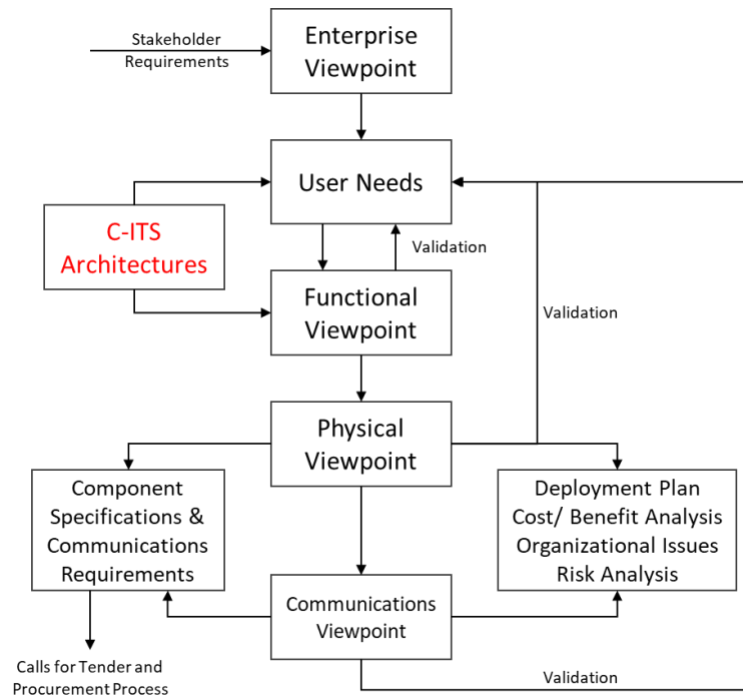 Stakeholder
Requirements
Enterprise
Viewpoint
User Needs
C-ITS
Architectures
Validation
Functional
Viewpoint
Validation
Physical
Viewpoint
Component
Specifications &
Communications
Requirements
Deployment Plan
Cost/ Benefit Analysis
Organizational Issues
Risk Analysis
Communications
Viewpoint
Calls for Tender and
Procurement Process
Validation